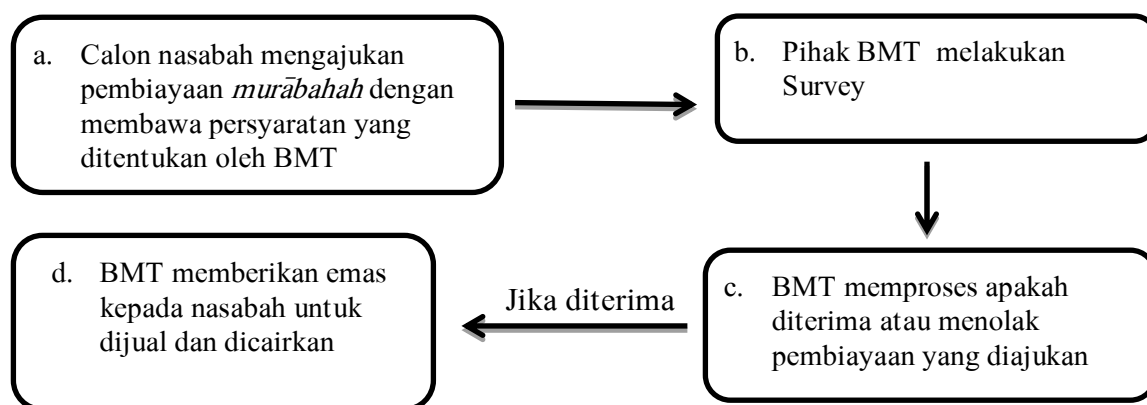 a. Calon nasabah mengajukan
pembiayaan murābahah dengan
membawa persyaratan yang
ditentukan oleh BMT
b. Pihak BMT melakukan
Survey
c. BMT memproses apakah
diterima atau menolak
pembiayaan yang diajukan
Jika diterima
d. BMT memberikan emas
kepada nasabah untuk
dijual dan dicairkan